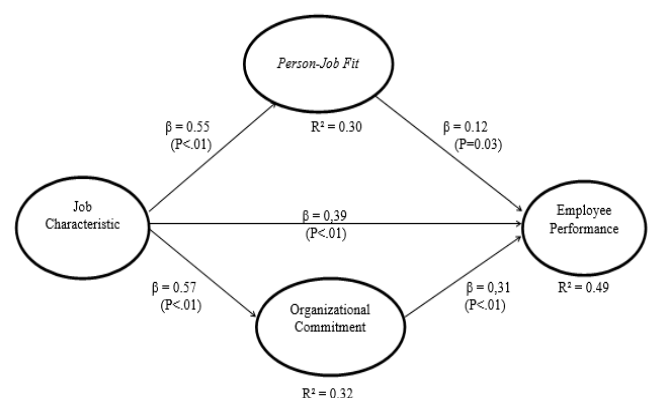 Person-Job Fit
β = 0.55
(P<.01)
R² = 0.30
β = 0.12
(P=0.03)
Job
Characteristic
β = 0,39
(P<.01)
Employee
Performance
R² = 0.49
β = 0.57
(P<.01)
Organizational
Commitment
β = 0,31
(P<.01)
R² = 0.32